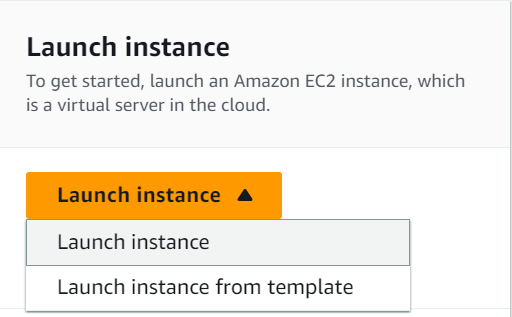 Launch instance
To get started, launch an Amazon EC2 instance, which
is a virtual server in the cloud.
Launch instance
Launch instance
Launch instance from template